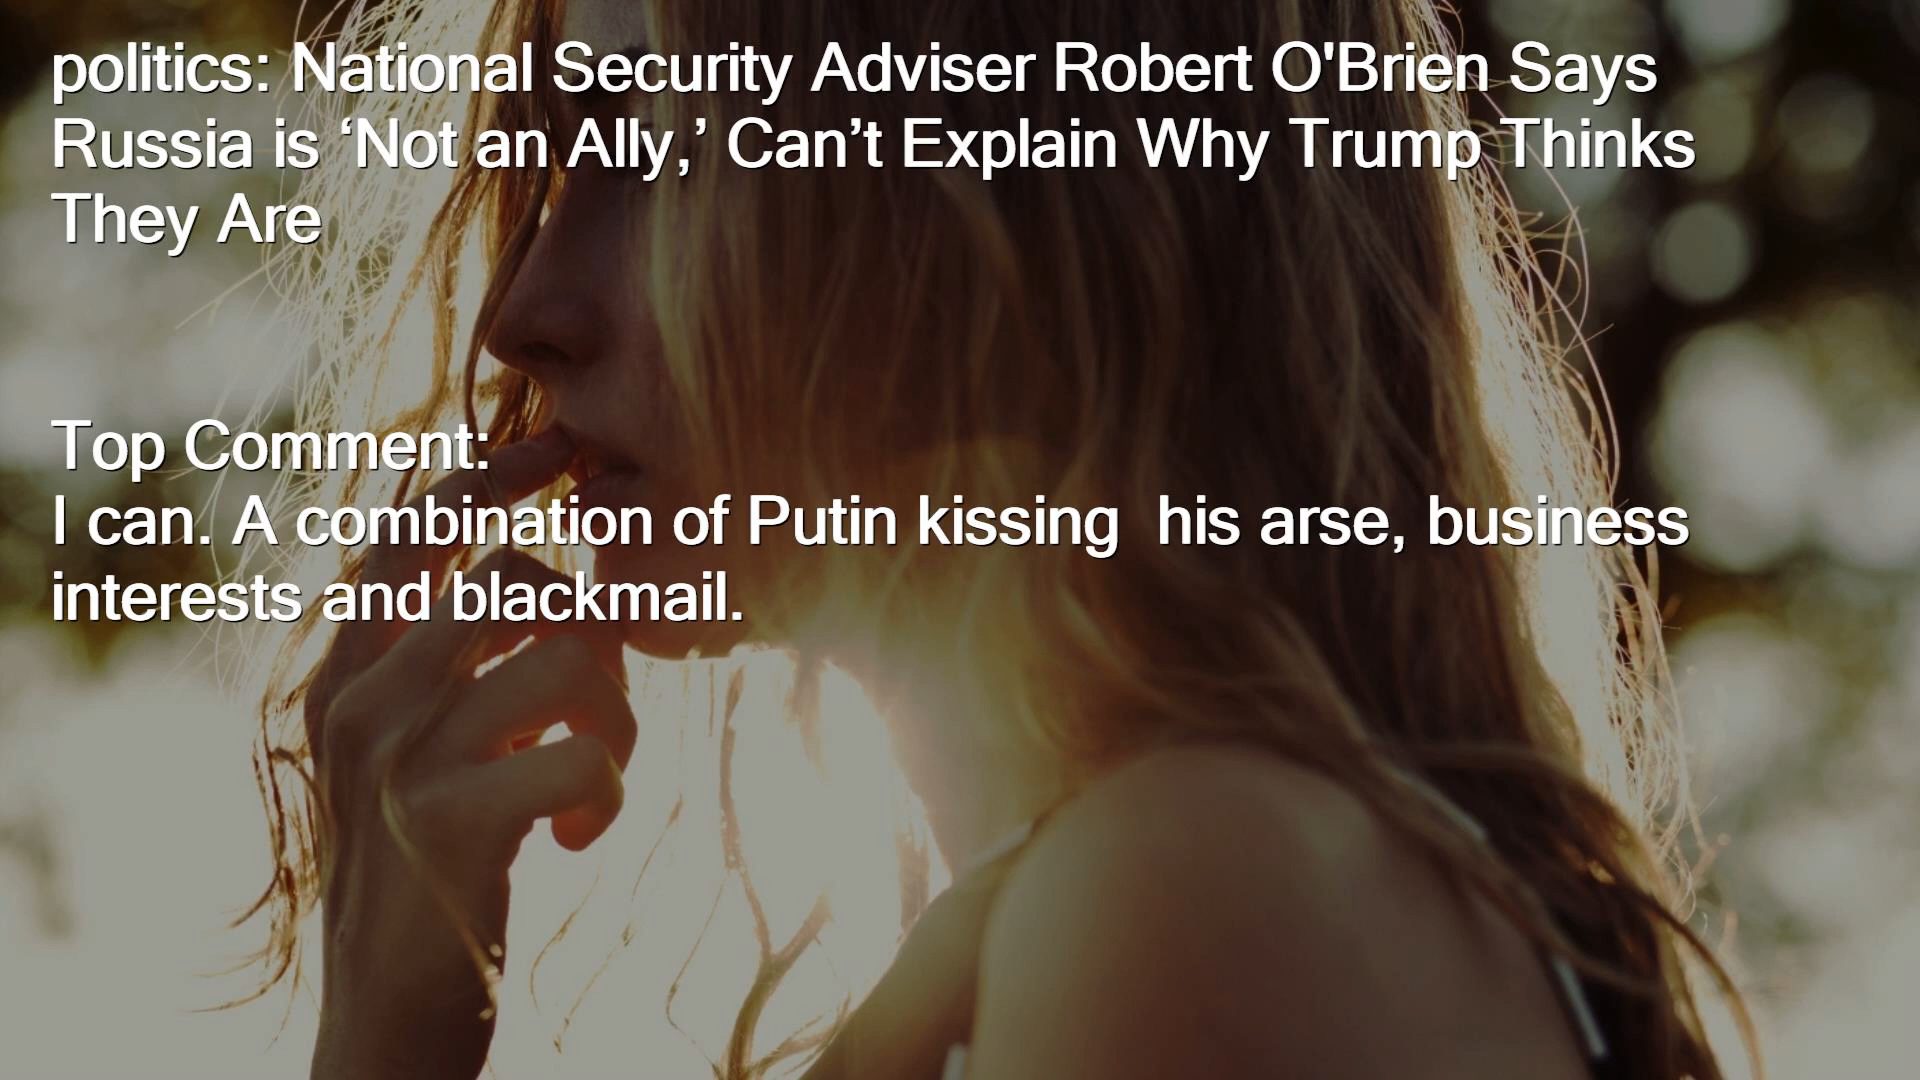 politics: National Security Adviser Robert O'Brien Says
Russia is ‘Not an Ally,’ Can’t Explain Why Trump Thinks
They Are
Top Comment:
I can. A combination of Putin kissing  his arse, business
interests and blackmail.